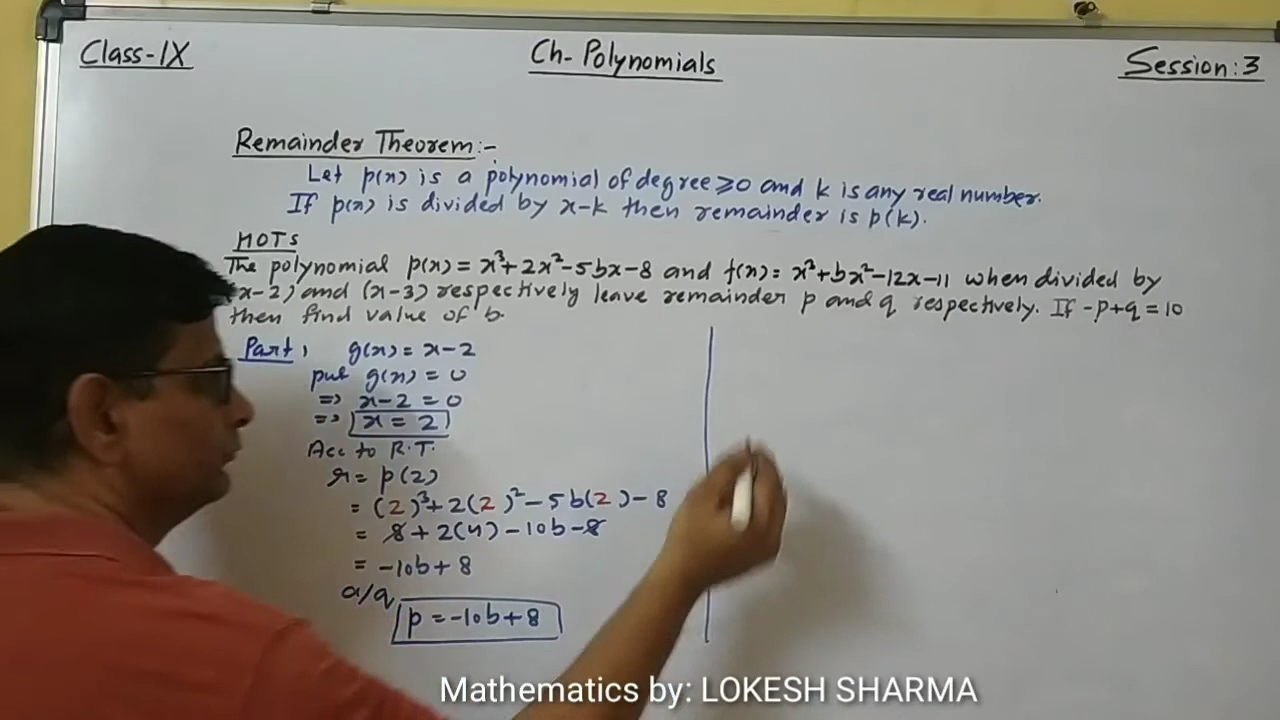 Class-IX
Ch-Polynomials
Session:3
Remainder Theorem:-
Let p(x) is a polynomial of degree ≥0 and k is any real number.
If p(x) is divided by x-k then remainder is p(k).
HOTS
The polynomial p(x) = x³+2x²-5bx-8 and f(x) = x³+bx²-12x-11 when divided by
x-2) and (x-3) respectively leave remainder p and q respectively. If -p+q=10
then find value of b.
Part 1 g(x) = x-2
put g(x) = 0
=> x-2 = 0
=> x = 2
Acc to R.T.
r = p(2)
= (2)³+2(2)²-5b(2)-8
= 8+2(4)-10b-8
= -10b+8
a/q
p = -10b+8
Mathematics by: LOKESH SHARMA